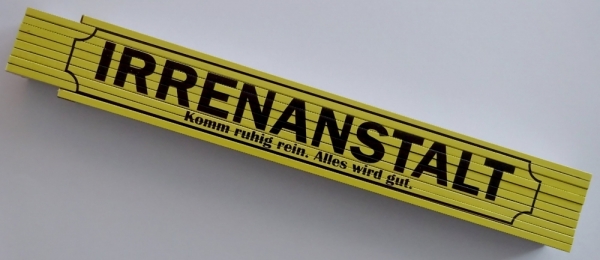 IRRENANSTALT
Komm ruhig rein. Alles wird gut.